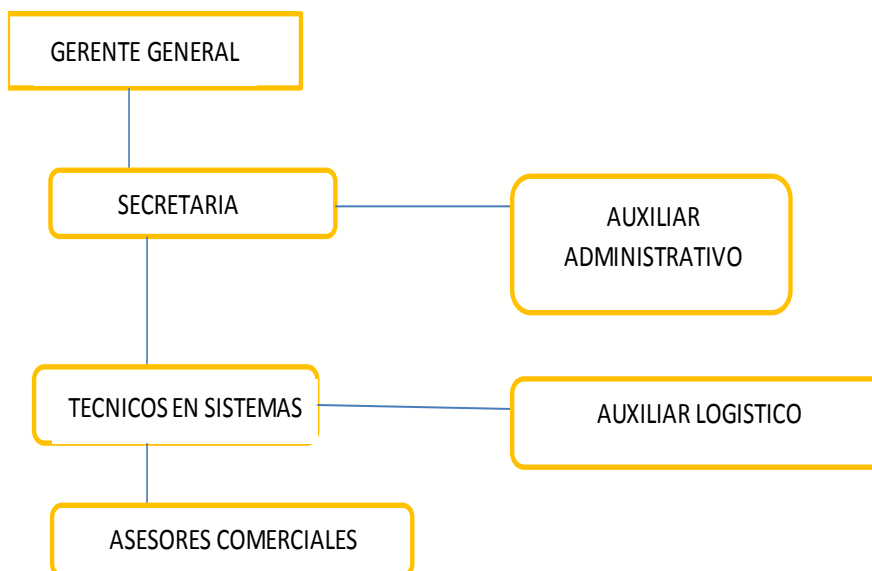 GERENTE GENERAL
SECRETARIA
AUXILIAR
ADMINISTRATIVO
TECNICOS EN SISTEMAS
AUXILIAR LOGISTICO
ASESORES COMERCIALES